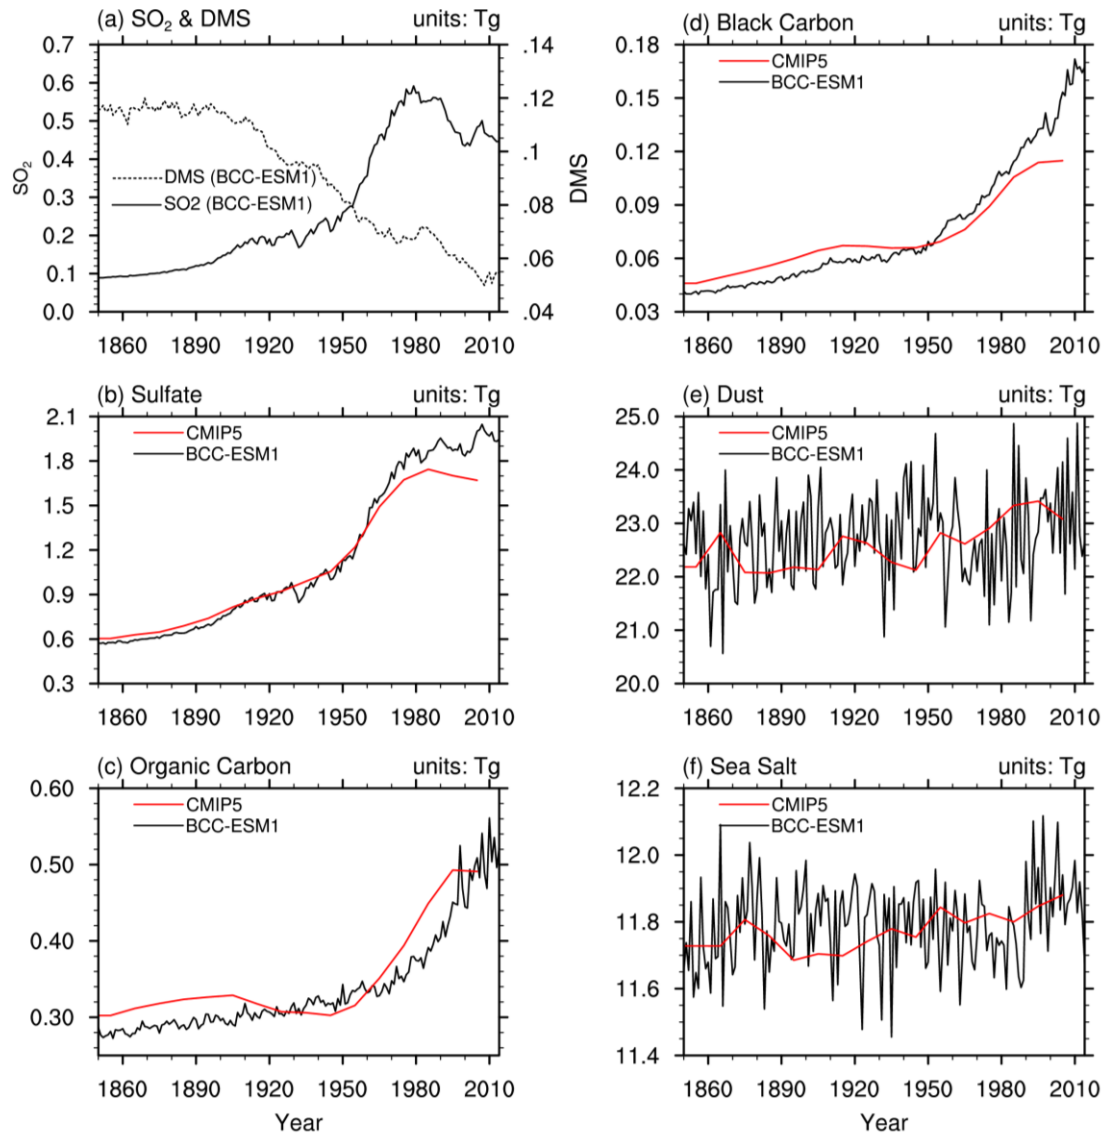 (a) SO2 & DMS units: Tg
0.7
0.6
0.5
0.4
0.3
0.2
0.1
0.0
SO2
.14
.12
.1
.08
.06
.04
DMS
DMS (BCC-ESM1)
SO2 (BCC-ESM1)
1860 1890 1920 1950 1980 2010
(d) Black Carbon units: Tg
0.18
0.15
0.12
0.09
0.06
0.03
CMIP5
BCC-ESM1
1860 1890 1920 1950 1980 2010
(b) Sulfate units: Tg
2.1
1.8
1.5
1.2
0.9
0.6
0.3
CMIP5
BCC-ESM1
1860 1890 1920 1950 1980 2010
(e) Dust units: Tg
25.0
24.0
23.0
22.0
21.0
20.0
CMIP5
BCC-ESM1
1860 1890 1920 1950 1980 2010
(c) Organic Carbon units: Tg
0.60
0.50
0.40
0.30
CMIP5
BCC-ESM1
1860 1890 1920 1950 1980 2010
Year
(f) Sea Salt units: Tg
12.2
12.0
11.8
11.6
11.4
CMIP5
BCC-ESM1
1860 1890 1920 1950 1980 2010
Year